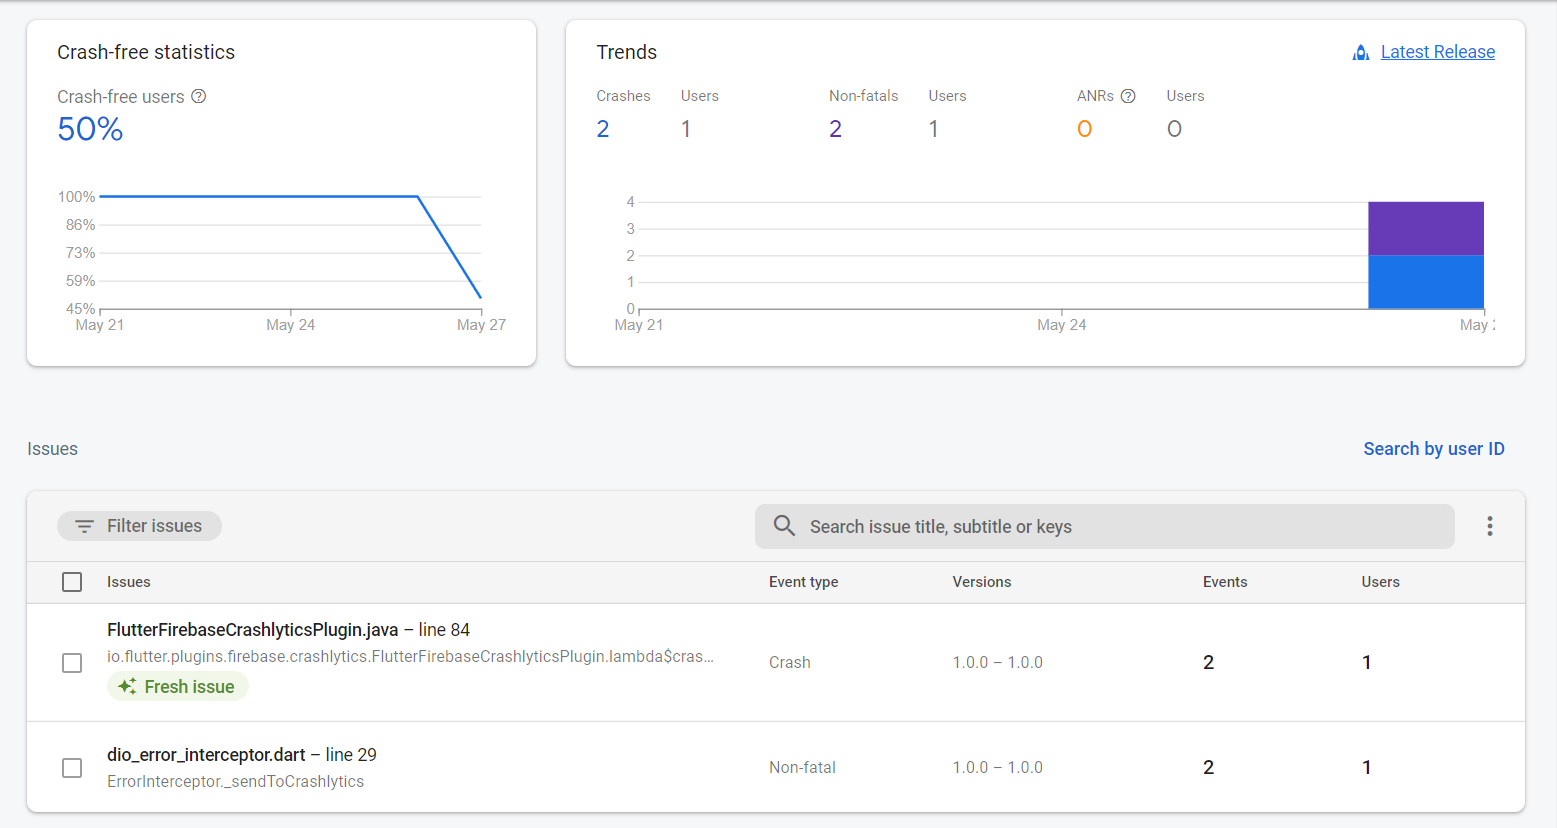 Crash-free statistics
Crash-free users
50%
100%
86%
73%
59%
45%
May 21 May 24 May 27
Trends
Latest Release
Crashes Users Non-fatals Users ANRs Users
2 1 2 1 0 0
4
3
2
1
0
May 21 May 24 May
Issues
Search by user ID
Filter issues
Search issue title, subtitle or keys
Issues Event type Versions Events Users
FlutterFirebaseCrashlyticsPlugin.java – line 84
io.flutter.plugins.firebase.crashlytics.FlutterFirebaseCrashlyticsPlugin.lambda$cras...
Crash 1.0.0 – 1.0.0 2 1
Fresh issue
dio_error_interceptor.dart – line 29
ErrorInterceptor._sendToCrashlytics
Non-fatal 1.0.0 – 1.0.0 2 1